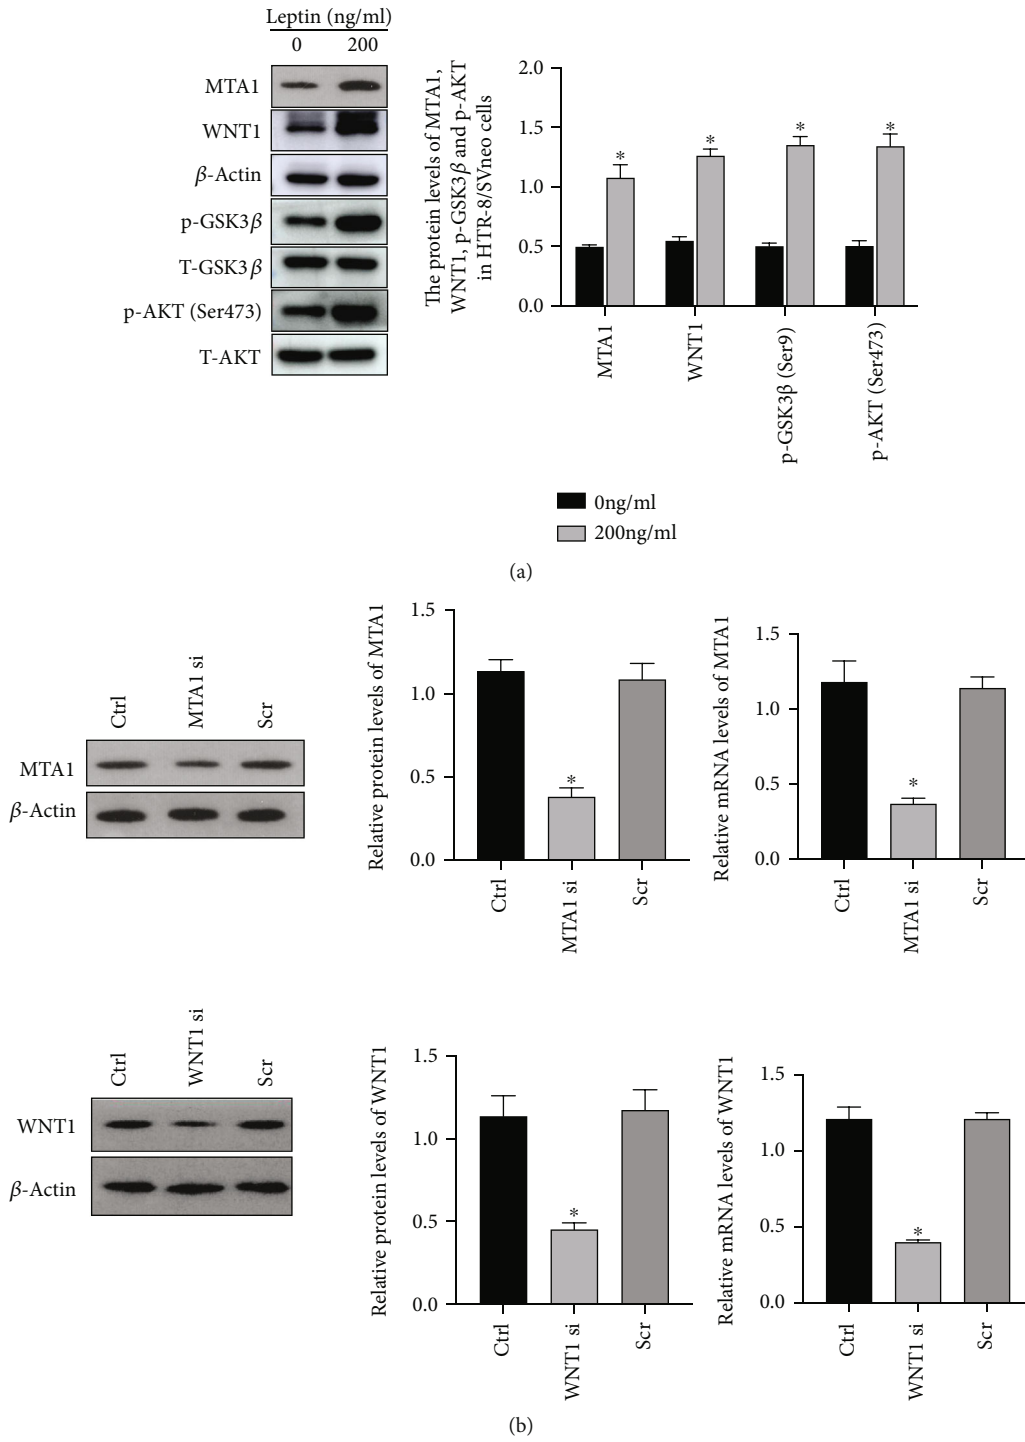 Leptin (ng/ml)
0 200
MTA1
WNT1
β-Actin
p-GSK3β
T-GSK3β
p-AKT (Ser473)
T-AKT
The protein levels of MTA1,
WNT1, p-GSK3β and p-AKT
in HTR-8/SVneo cells
2.0
1.5
1.0
0.5
0.0
* * * *
MTA1 WNT1 p-GSK3β (Ser9) p-AKT (Ser473)
0ng/ml
200ng/ml
(a)
Ctrl MTA1 si Scr
MTA1
β-Actin
Relative protein levels of MTA1
1.5
1.0
0.5
0.0
*
Ctrl MTA1 si Scr
Relative mRNA levels of MTA1
1.5
1.0
0.5
0.0
*
Ctrl MTA1 si Scr
Ctrl WNT1 si Scr
WNT1
β-Actin
Relative protein levels of WNT1
1.5
1.0
0.5
0.0
*
Ctrl WNT1 si Scr
Relative mRNA levels of WNT1
1.5
1.0
0.5
0.0
*
Ctrl WNT1 si Scr
(b)